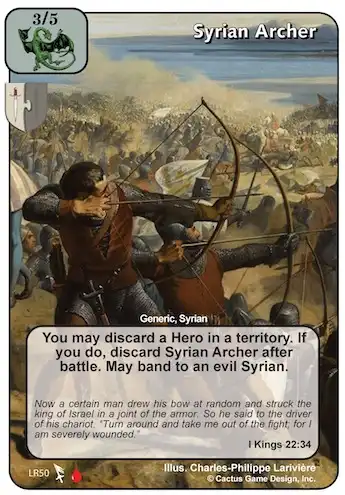 3/5
Syrian Archer
Generic, Syrian
You may discard a Hero in a territory. If
you do, discard Syrian Archer after
battle. May band to an evil Syrian.
Now a certain man drew his bow at random and struck the
king of Israel in a joint of the armor. So he said to the driver
of his chariot. "Turn around and take me out of the fight; for I
am severely wounded."
I Kings 22:34
LR50
Illus. Charles-Philippe Larivière
© Cactus Game Design, Inc.